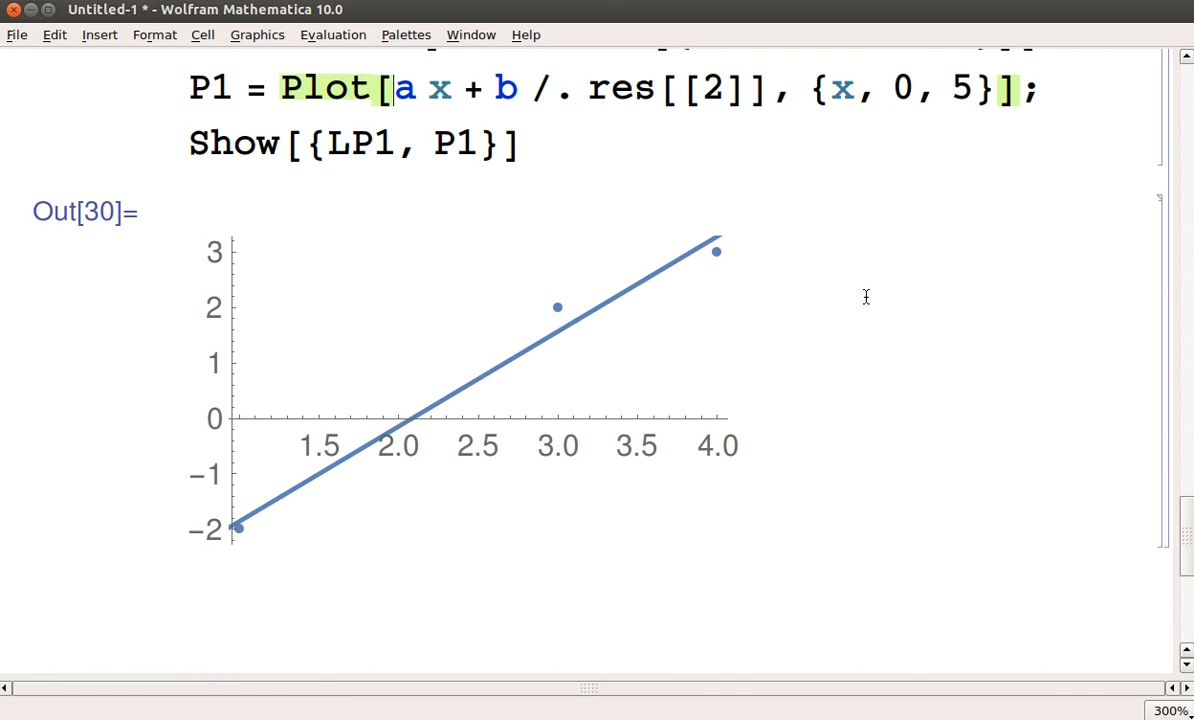 Untitled-1 * - Wolfram Mathematica 10.0
File Edit Insert Format Cell Graphics Evaluation Palettes Window Help
P1 = Plot[a x + b /. res[[2]], {x, 0, 5}];
Show[{LP1, P1}]
Out[30]=
3
2
1
0
1.5 2.0 2.5 3.0 3.5 4.0
−1
−2
300%